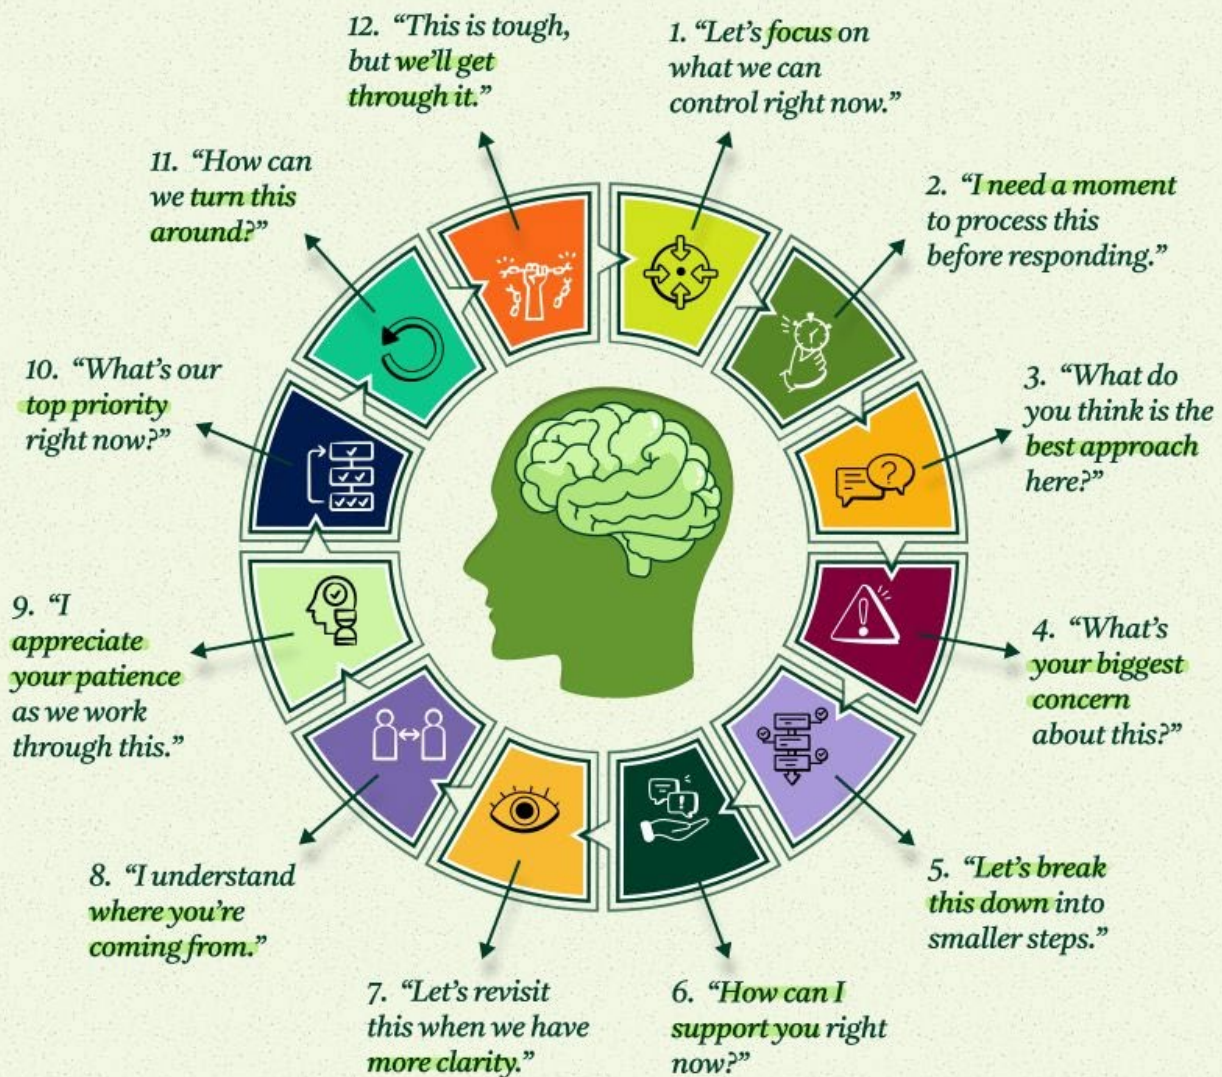 1. “Let’s focus on
what we can
control right now.”
2. “I need a moment
to process this
before responding.”
3. “What do
you think is the
best approach
here?”
4. “What’s
your biggest
concern
about this?”
5. “Let’s break
this down into
smaller steps.”
6. “How can I
support you right
now?”
7. “Let’s revisit
this when we have
more clarity.”
8. “I understand
where you’re
coming from.”
9. “I
appreciate
your patience
as we work
through this.”
10. “What’s our
top priority
right now?”
11. “How can
we turn this
around?”
12. “This is tough,
but we’ll get
through it.”